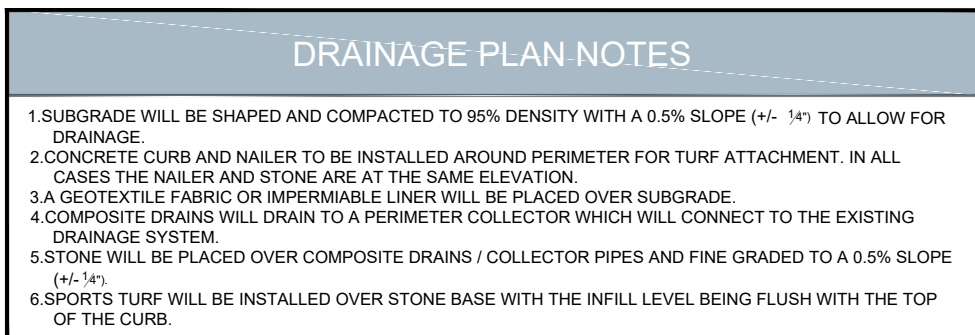 DRAINAGE PLAN NOTES
1.SUBGRADE WILL BE SHAPED AND COMPACTED TO 95% DENSITY WITH A 0.5% SLOPE (+/- ¼") TO ALLOW FOR
DRAINAGE.
2.CONCRETE CURB AND NAILER TO BE INSTALLED AROUND PERIMETER FOR TURF ATTACHMENT. IN ALL
CASES THE NAILER AND STONE ARE AT THE SAME ELEVATION.
3.A GEOTEXTILE FABRIC OR IMPERMIABLE LINER WILL BE PLACED OVER SUBGRADE.
4.COMPOSITE DRAINS WILL DRAIN TO A PERIMETER COLLECTOR WHICH WILL CONNECT TO THE EXISTING
DRAINAGE SYSTEM.
5.STONE WILL BE PLACED OVER COMPOSITE DRAINS / COLLECTOR PIPES AND FINE GRADED TO A 0.5% SLOPE
(+/- ¼").
6.SPORTS TURF WILL BE INSTALLED OVER STONE BASE WITH THE INFILL LEVEL BEING FLUSH WITH THE TOP
OF THE CURB.